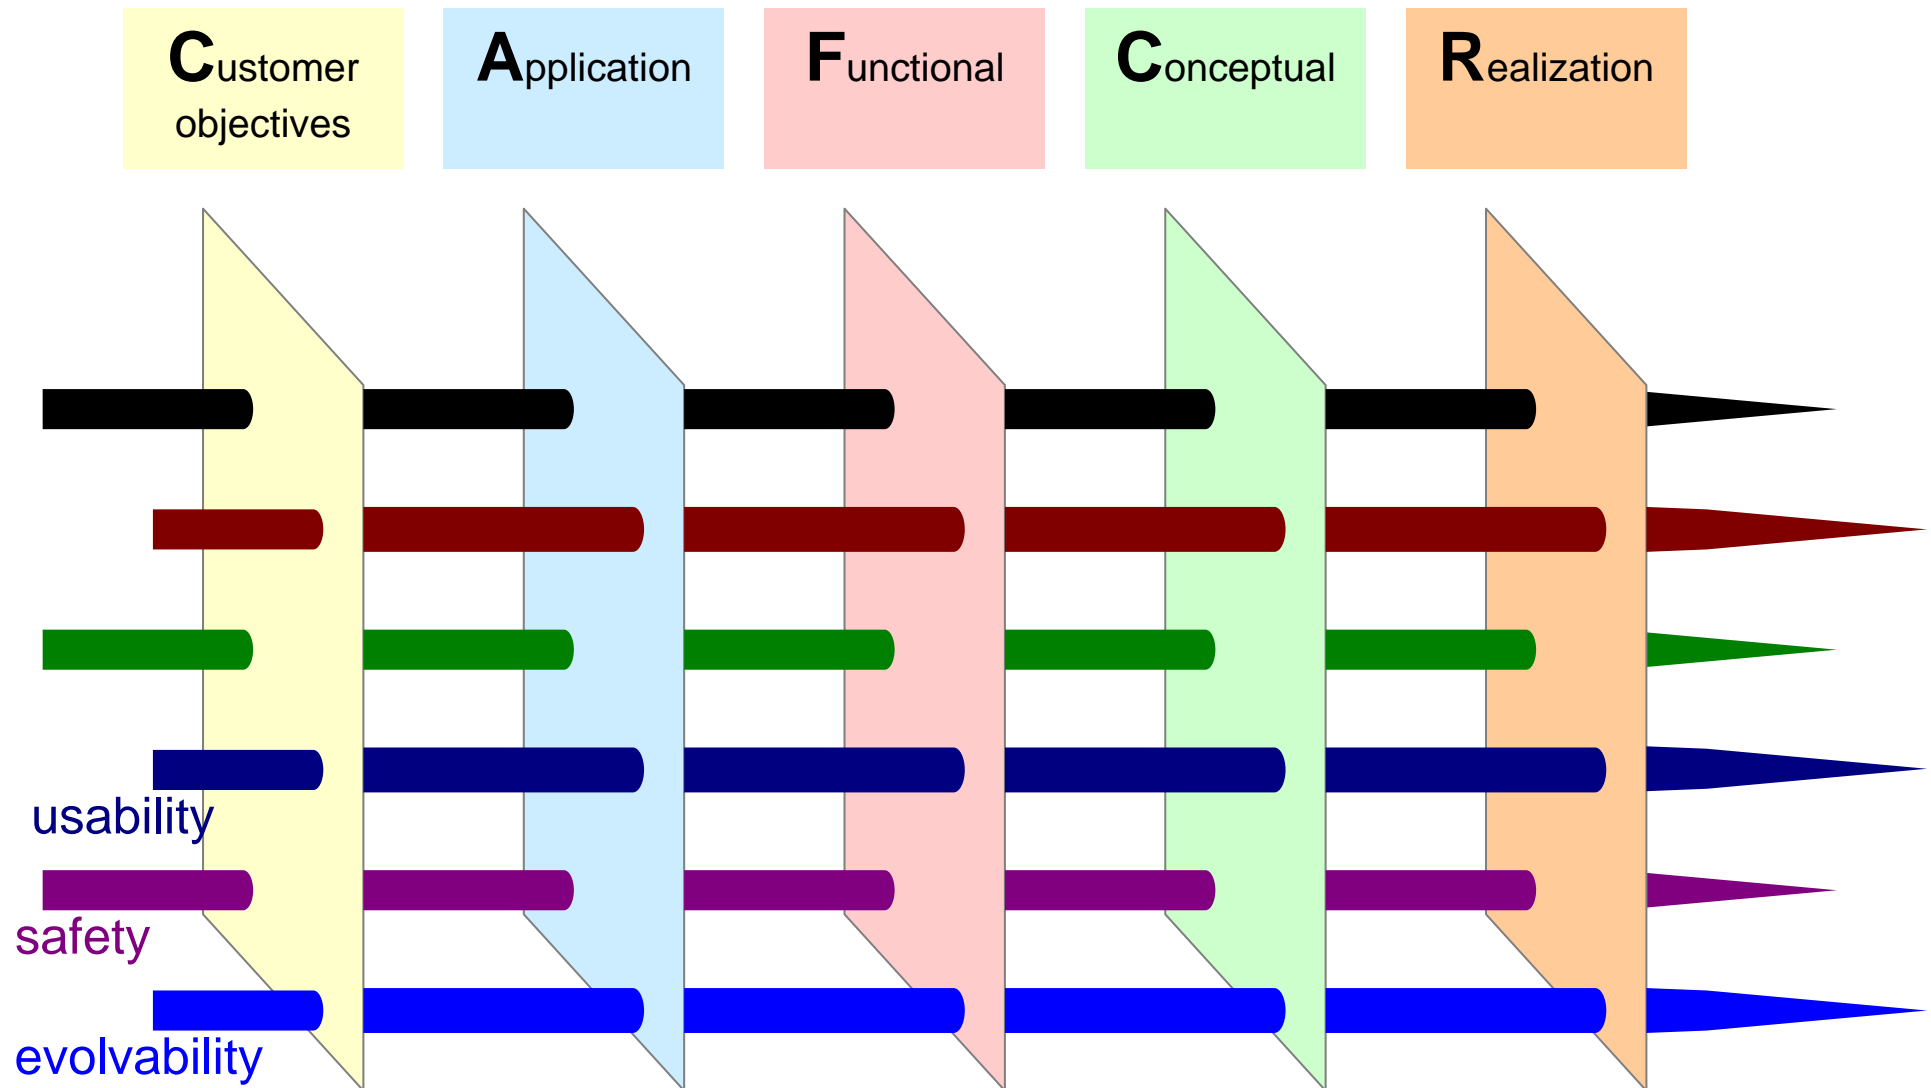 Customer
objectives
Application
Functional
Conceptual
Realization
usability
safety
evolvability